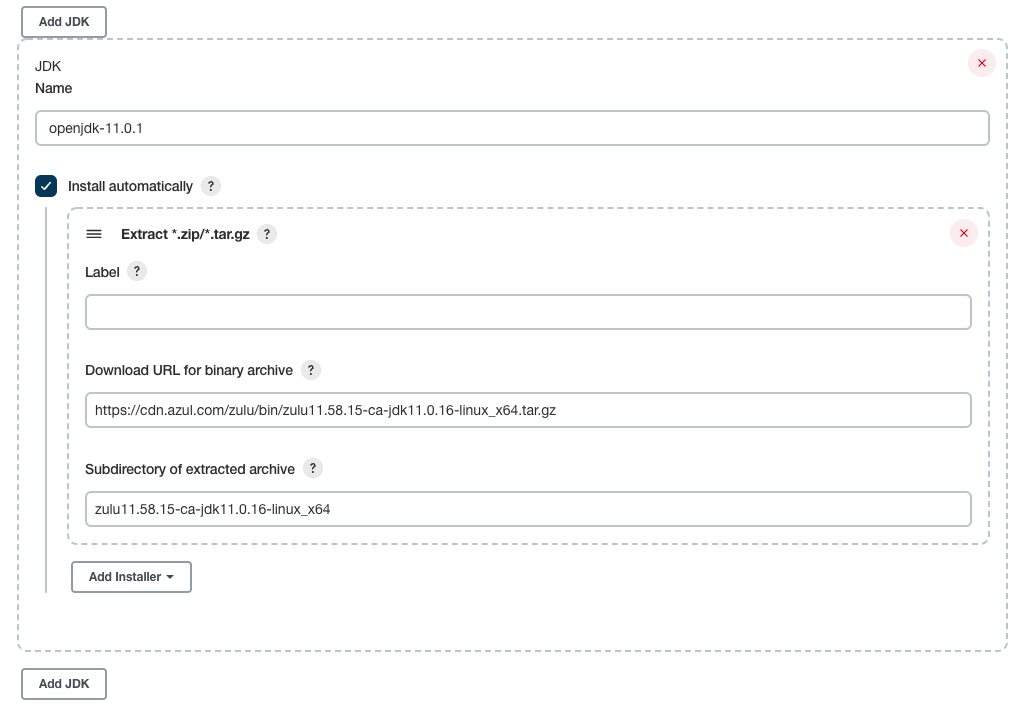 Add JDK
JDK
Name
openjdk-11.0.1
Install automatically ?
Extract *.zip/*.tar.gz ?
Label ?
Download URL for binary archive ?
https://cdn.azul.com/zulu/bin/zulu11.58.15-ca-jdk11.0.16-linux_x64.tar.gz
Subdirectory of extracted archive ?
zulu11.58.15-ca-jdk11.0.16-linux_x64
Add Installer
Add JDK